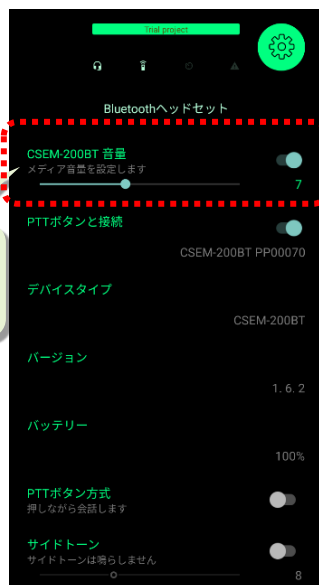 Trial project
Bluetoothヘッドセット
CSEM-200BT 音量
メディア音量を設定します
7
PTTボタンと接続
CSEM-200BT PP00070
デバイスタイプ
CSEM-200BT
バージョン
1.6.2
バッテリー
100%
PTTボタン方式
押しながら会話します
サイドトーン
サイドトーンは鳴らしません
8